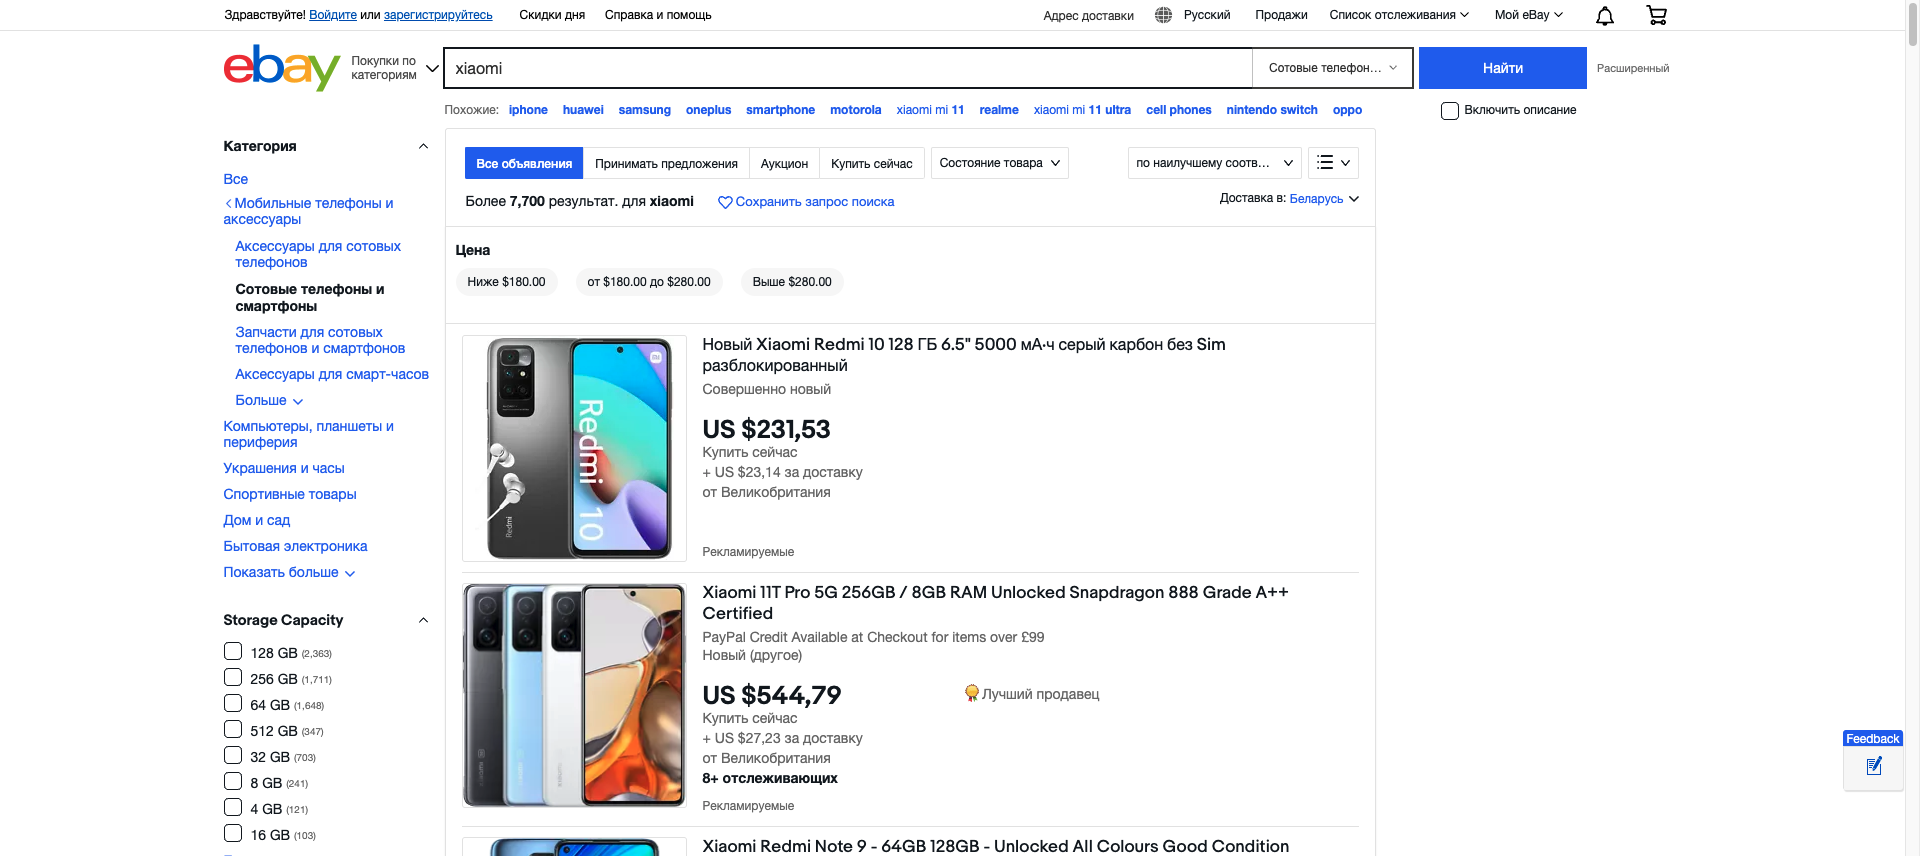 Здравствуйте! Войдите или зарегистрируйтесь
Скидки дня
Справка и помощь
Адрес доставки
Русский
Продажи
Список отслеживания
Мой eBay
ebay
Покупки по
категориям
xiaomi
Сотовые телефон...
Найти
Расширенный
Похожие: iphone huawei samsung oneplus smartphone motorola xiaomi mi 11 realme xiaomi mi 11 ultra cell phones nintendo switch oppo
Включить описание
Категория
Все
Мобильные телефоны и
аксессуары
Аксессуары для сотовых
телефонов
Сотовые телефоны и
смартфоны
Запчасти для сотовых
телефонов и смартфонов
Аксессуары для смарт-часов
Больше
Компьютеры, планшеты и
периферия
Украшения и часы
Спортивные товары
Дом и сад
Бытовая электроника
Показать больше
Storage Capacity
128 GB (2,363)
256 GB (1,711)
64 GB (1,648)
512 GB (347)
32 GB (703)
8 GB (241)
4 GB (121)
16 GB (103)
Все объявления
Принимать предложения
Аукцион
Купить сейчас
Состояние товара
по наилучшему соотв...
Более 7,700 результат. для xiaomi
Сохранить запрос поиска
Доставка в: Беларусь
Цена
Ниже $180.00
от $180.00 до $280.00
Выше $280.00
Redmi 10
Redmi
Новый Xiaomi Redmi 10 128 ГБ 6.5" 5000 мА·ч серый карбон без Sim
разблокированный
Совершенно новый
US $231,53
Купить сейчас
+ US $23,14 за доставку
от Великобритания
Рекламируемые
Xiaomi 11T Pro 5G 256GB / 8GB RAM Unlocked Snapdragon 888 Grade A++
Certified
PayPal Credit Available at Checkout for items over £99
Новый (другое)
US $544,79
Лучший продавец
Купить сейчас
+ US $27,23 за доставку
от Великобритания
8+ отслеживающих
Рекламируемые
Xiaomi Redmi Note 9 - 64GB 128GB - Unlocked All Colours Good Condition
Feedback